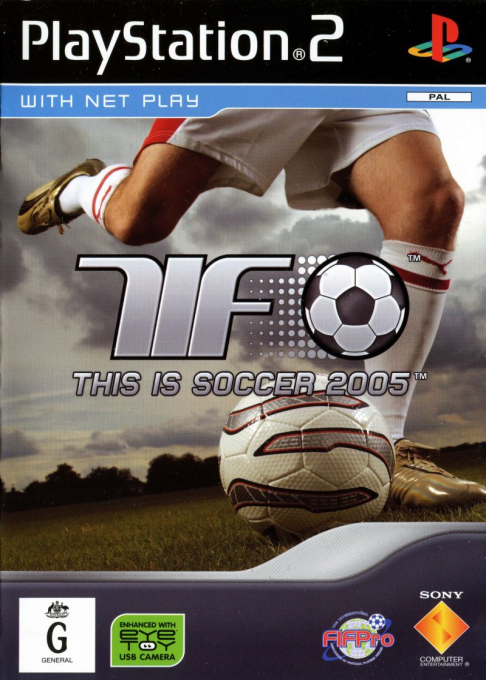 PlayStation®2
WITH NET PLAY
PAL
TIF
TM
THIS IS SOCCER 2005™
G
GENERAL
ENHANCED WITH
EYE
TOY
USB CAMERA
FIFPro
SONY
COMPUTER
ENTERTAINMENT®